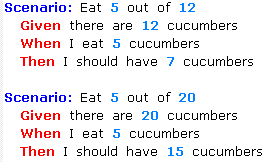 Scenario: Eat 5 out of 12
Given there are 12 cucumbers
When I eat 5 cucumbers
Then I should have 7 cucumbers
Scenario: Eat 5 out of 20
Given there are 20 cucumbers
When I eat 5 cucumbers
Then I should have 15 cucumbers